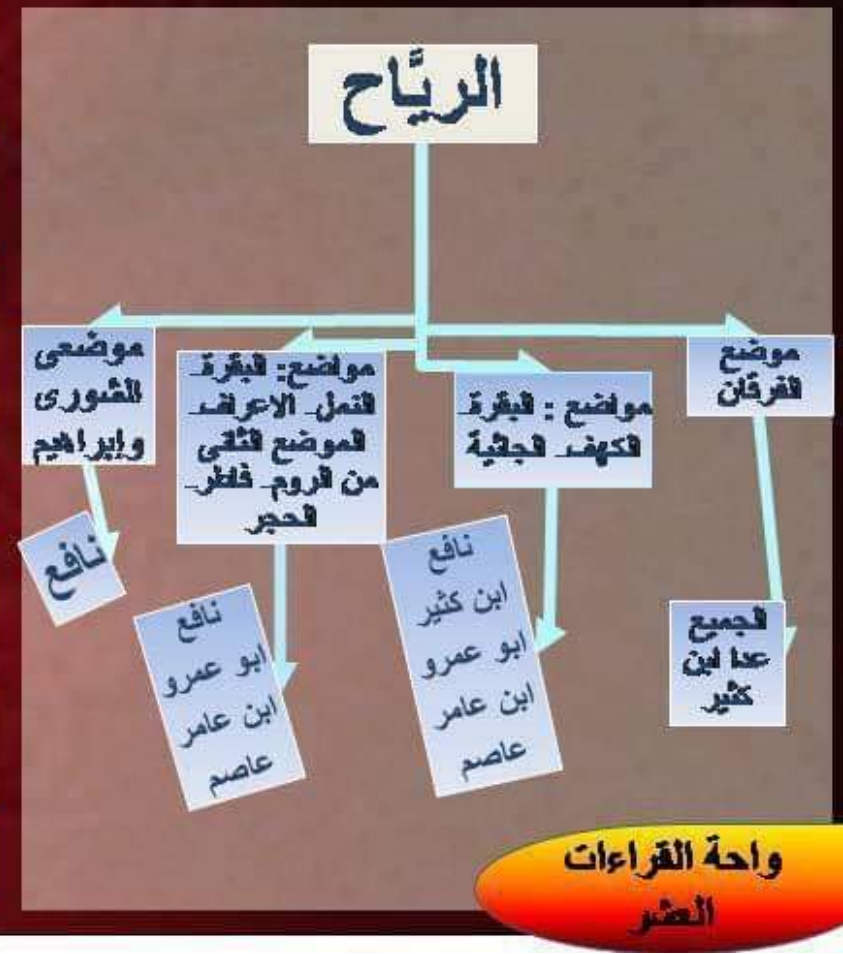 الريَّاح
موضع
الفرقان
مواضع : البقرة-
الكهف- الجاثية
مواضع: البقرة-
النمل- الاعراف-
الموضع الثانى
من الروم- فاطر-
الحجر
موضعى
الشورى
وإبراهيم
الجميع
عدا ابن
كثير
نافع
ابن كثير
ابو عمرو
ابن عامر
عاصم
نافع
ابو عمرو
ابن عامر
عاصم
نافع
واحة القراءات
العشر